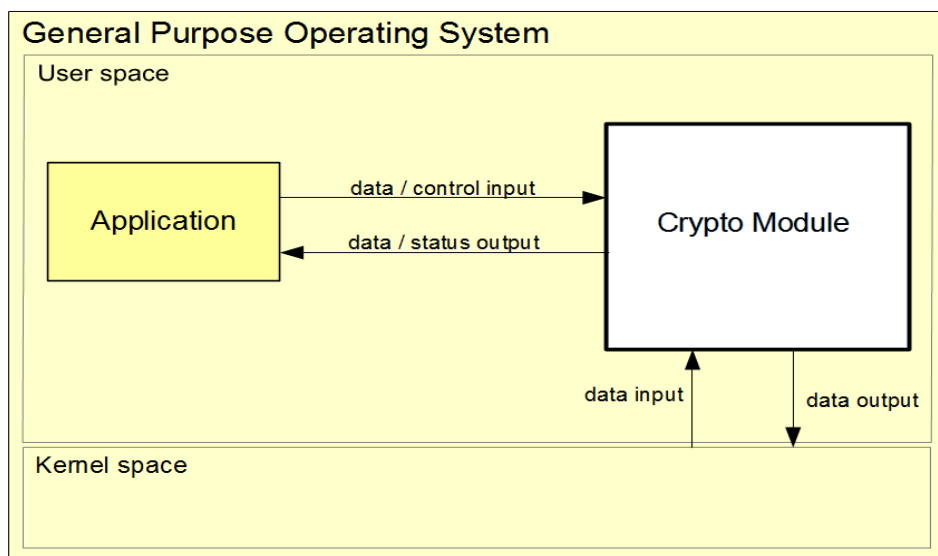 General Purpose Operating System
User space
data / control input
Application
Crypto Module
data / status output
data input
data output
Kernel space